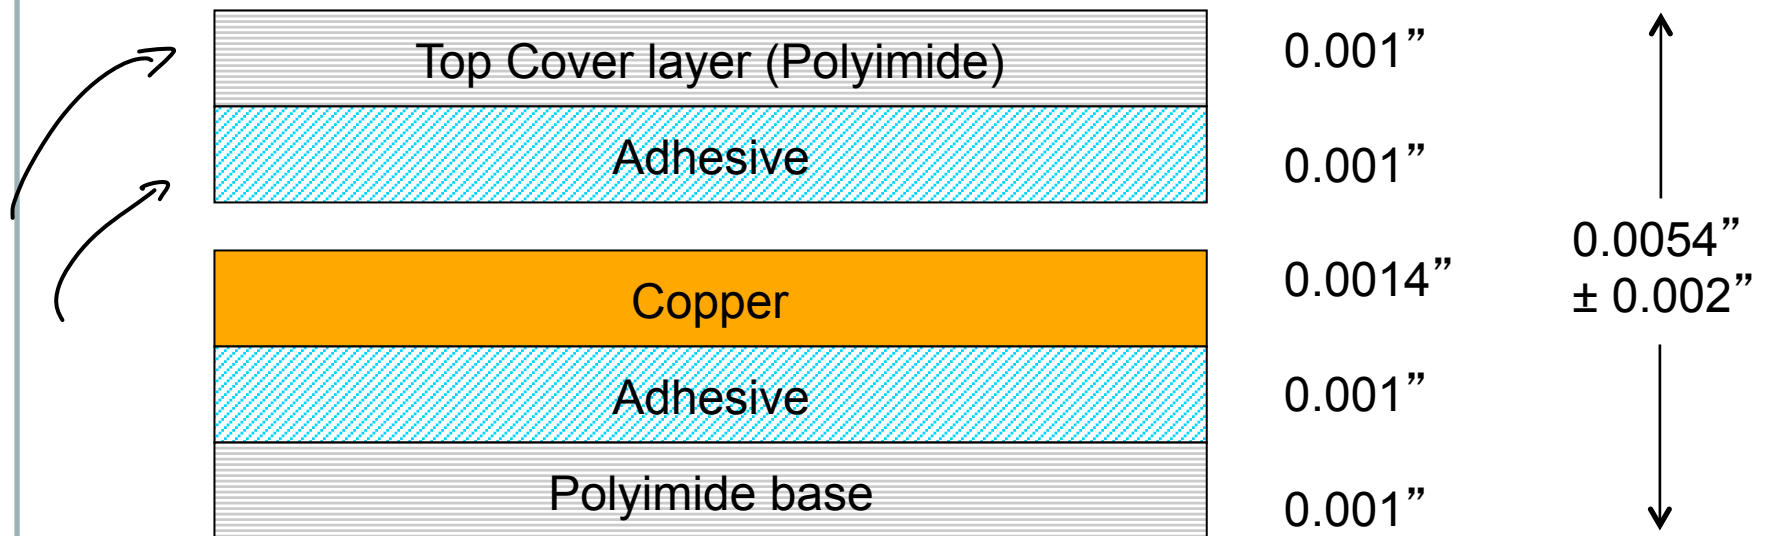 Top Cover layer (Polyimide)
0.001”
Adhesive
0.001”
Copper
0.0014”
Adhesive
0.001”
Polyimide base
0.001”
0.0054”
± 0.002”